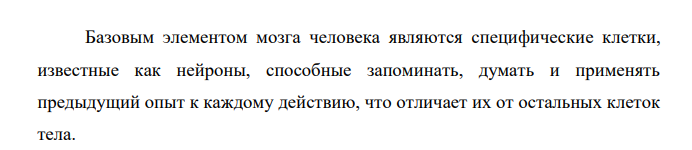 Базовым элементом мозга человека являются специфические клетки,
известные как нейроны, способные запоминать, думать и применять
предыдущий опыт к каждому действию, что отличает их от остальных клеток
тела.